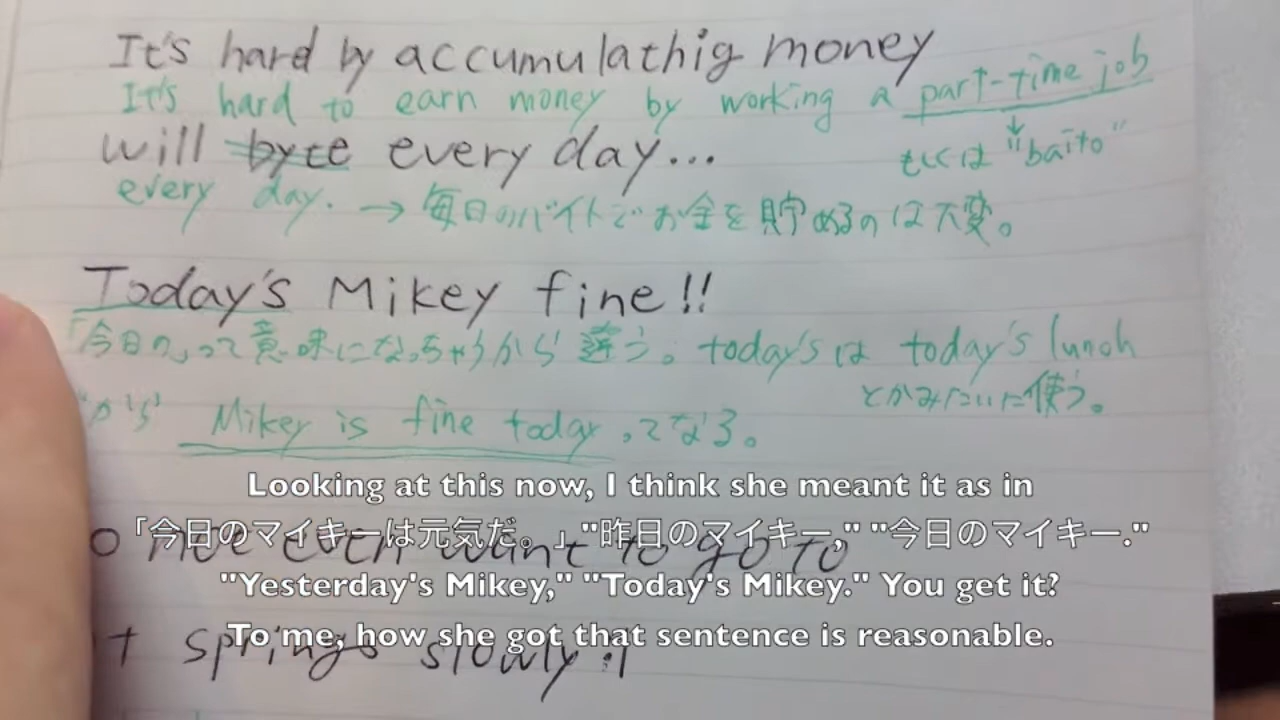 It's hard by accumulathig money
It's hard to earn money by working a part-time job
will byte every day...
もしくは "baito"
every day. → 毎日のバイトでお金を貯めるのは大変。
Today's Mikey fine!!
「今日の」って意味になっちゃうから違う。today'sは today's lunch
とかみたいに使う。
から Mikey is fine today ってなる。
Looking at this now, I think she meant it as in
「今日のマイキーは元気だ。」"昨日のマイキー," "今日のマイキー."
even want to go to
"Yesterday's Mikey," "Today's Mikey." You get it?
To me, how she got that sentence is reasonable.
springs slowly